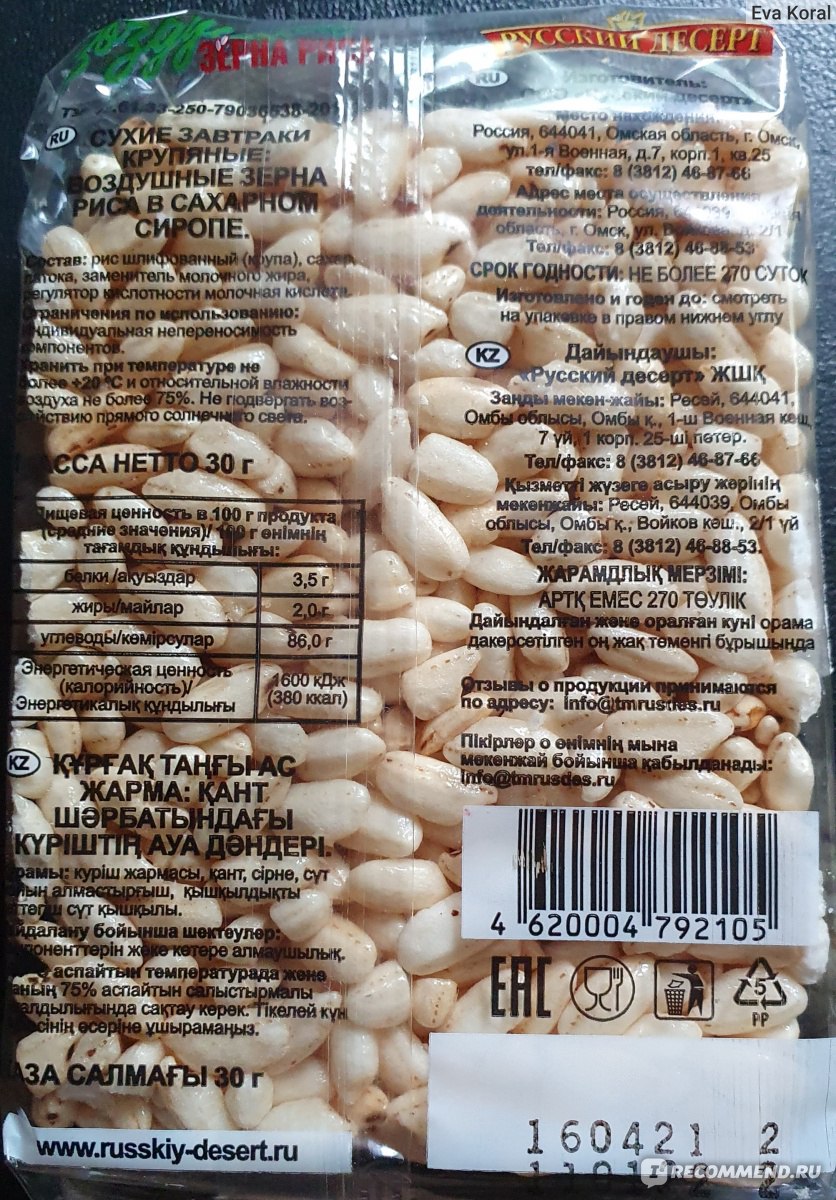 Eva Koral
ЗЕРНА РИСА
РУССКИЙ ДЕСЕРТ
RU
СУХИЕ ЗАВТРАКИ
КРУПЯНЫЕ:
ВОЗДУШНЫЕ ЗЕРНА
РИСА В САХАРНОМ
СИРОПЕ.
Состав: рис шлифованный (крупа), сахар,
патока, заменитель молочного жира,
регулятор кислотности молочная кислота.
Ограничения по использованию:
индивидуальная непереносимость
компонентов.
Хранить при температуре не
более +20 °C и относительной влажности
воздуха не более 75%. Не подвергать воз-
действию прямого солнечного света.
МАССА НЕТТО 30 г
Пищевая ценность в 100 г продукта
(средние значения)/ 100 г өнімнің
тағамдық құндылығы:
белки /ақуыздар 3,5 г
жиры/майлар 2,0 г
углеводы/көмірсулар 86,0 г
Энергетическая ценность
(калорийность)/
Энергетикалық құндылығы
1600 кДж
(380 ккал)
KZ
ҚҰРҒАҚ ТАҢҒЫ АС
ЖАРМА: ҚАНТ
ШӘРБАТЫНДАҒЫ
КҮРІШТІҢ АУА ДӘНДЕРІ.
күріш жармасы, қант, сірне, сүт
алмастырғыш, қышқылдықты
сүт қышқылы.
бойынша шектеулер:
жеке көтере алмаушылық.
аспайтын температурада және
75% аспайтын салыстырмалы
сақтау керек. Тікелей күн
әсеріне ұшырамаңыз.
ТАЗА САЛМАҒЫ 30 г
www.russkiy-desert.ru
RU
Изготовитель:
ООО десерт»
Место нахождения:
Россия, 644041, Омская область, г. Омск,
ул.1-я Военная, д.7, корп.1, кв.25
тел/факс: 8 (3812) 46-87-66
Адрес места осуществления
деятельности: Россия,
область, г. Омск, ул. д. 2/1
Тел/факс: 8 (3812) 46-88-53
СРОК ГОДНОСТИ: НЕ БОЛЕЕ 270 СУТОК
Изготовлено и годен до: смотреть
на упаковке в правом нижнем углу
KZ
Дайындаушы:
«Русский десерт» ЖШҚ
Заңды мекен-жайы: Ресей, 644041,
Омбы облысы, Омбы қ., 1-ш Военная көш,
7 үй, 1 корп. 25-ші пәтер.
Тел/факс: 8 (3812) 46-87-66
Қызметті жүзеге асыру жерінің
мекенжайы: Ресей, 644039, Омбы
облысы, Омбы қ., Войков көш., 2/1 үй
Тел/факс: 8 (3812) 46-88-53.
ЖАРАМДЛЫҚ МЕРЗІМІ:
АРТҚ ЕМЕС 270 ТӘУЛІК
Дайындалған және оралған күні орама
дакөрсетілген оң жақ төменгі бұрышында
Отзывы о продукции принимаются
по адресу: info@tmrusdes.ru
Пікірләр о өнімнің мына
мекенжай бойынша қабылданады:
info@tmrusdes.ru
4 620004 792105
EAC
5
PP
160421 2
IRECOMMEND.RU